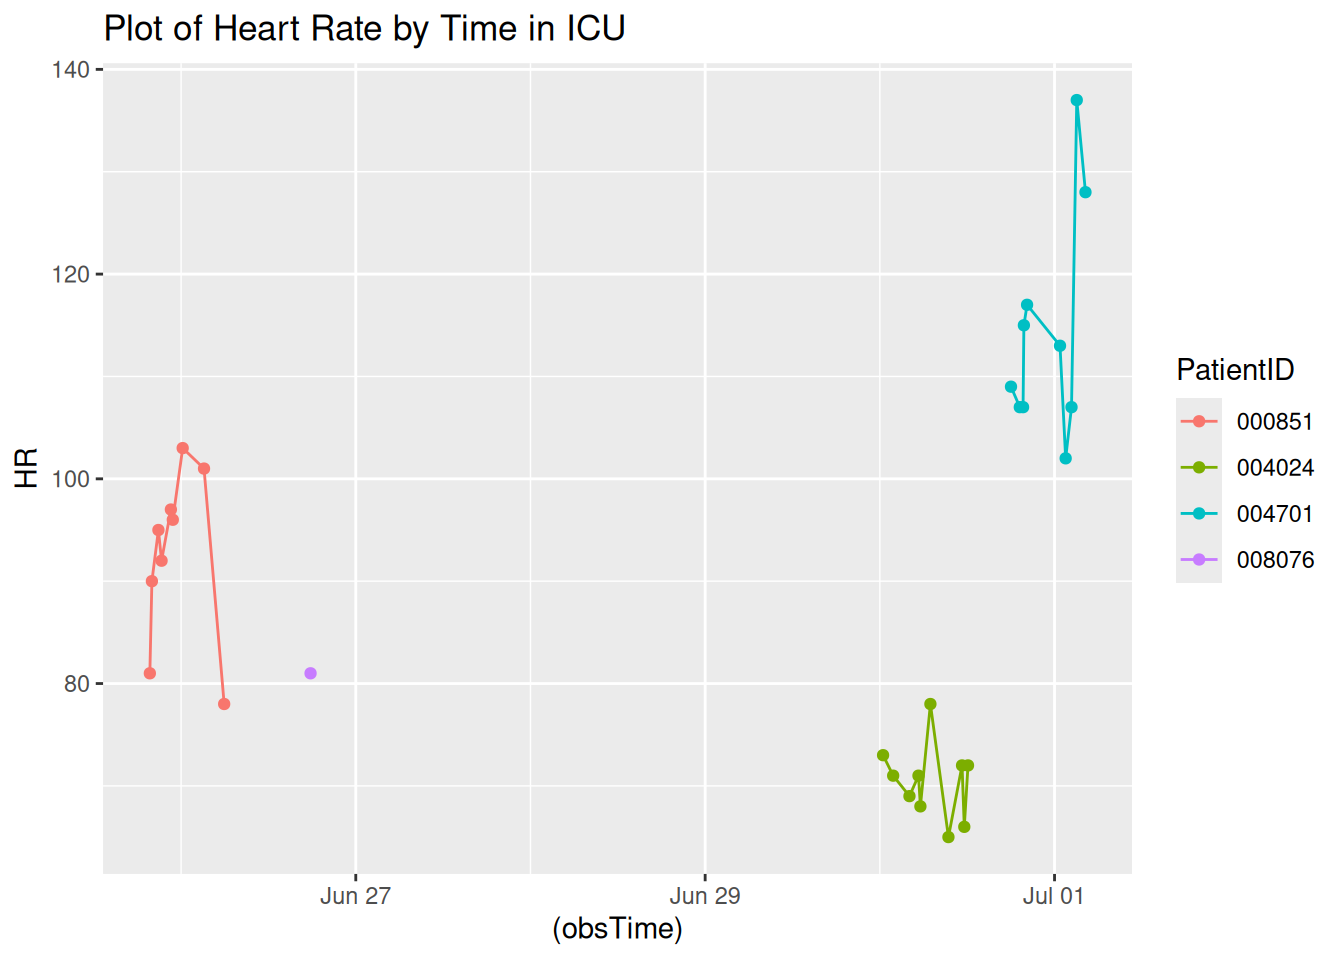 Plot of Heart Rate by Time in ICU
140
120
100
80
HR
Jun 27
Jun 29
Jul 01
(obsTime)
PatientID
000851
004024
004701
008076